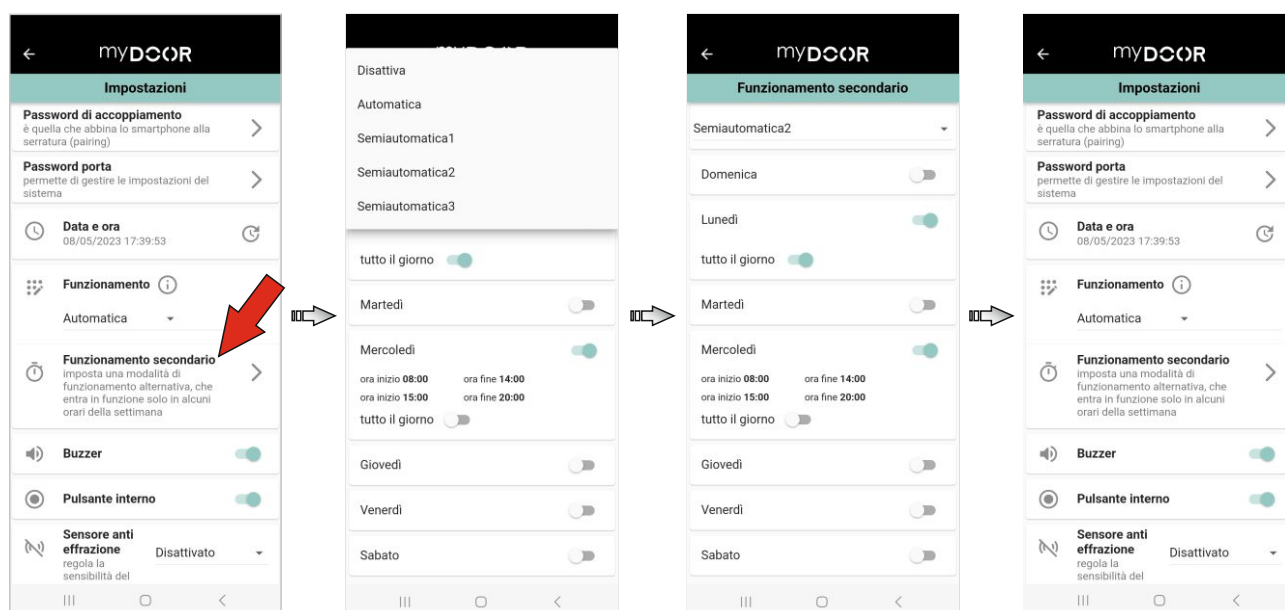 myDOOR
Impostazioni
Password di accoppiamento
è quella che abbina lo smartphone alla
serratura (pairing)
Password porta
permette di gestire le impostazioni del
sistema
Data e ora
08/05/2023 17:39:53
Funzionamento
Automatica
Funzionamento secondario
imposta una modalità di
funzionamento alternativa, che
entra in funzione solo in alcuni
orari della settimana
Buzzer
Pulsante interno
Sensore anti
effrazione
Disattivato
regola la
sensibilità del
Disattiva
Automatica
Semiautomatica1
Semiautomatica2
Semiautomatica3
tutto il giorno
Martedì
Mercoledì
ora inizio 08:00 ora fine 14:00
ora inizio 15:00 ora fine 20:00
tutto il giorno
Giovedì
Venerdì
Sabato
myDOOR
Funzionamento secondario
Semiautomatica2
Domenica
Lunedì
tutto il giorno
Martedì
Mercoledì
ora inizio 08:00 ora fine 14:00
ora inizio 15:00 ora fine 20:00
tutto il giorno
Giovedì
Venerdì
Sabato
myDOOR
Impostazioni
Password di accoppiamento
è quella che abbina lo smartphone alla
serratura (pairing)
Password porta
permette di gestire le impostazioni del
sistema
Data e ora
08/05/2023 17:39:53
Funzionamento
Automatica
Funzionamento secondario
imposta una modalità di
funzionamento alternativa, che
entra in funzione solo in alcuni
orari della settimana
Buzzer
Pulsante interno
Sensore anti
effrazione
Disattivato
regola la
sensibilità del